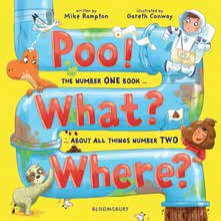 written by
Mike Rampton
illustrated by
Gareth Conway
Poo!
THE NUMBER ONE BOOK ...
What?
... ABOUT ALL THINGS NUMBER TWO
Where?
BLOOMSBURY